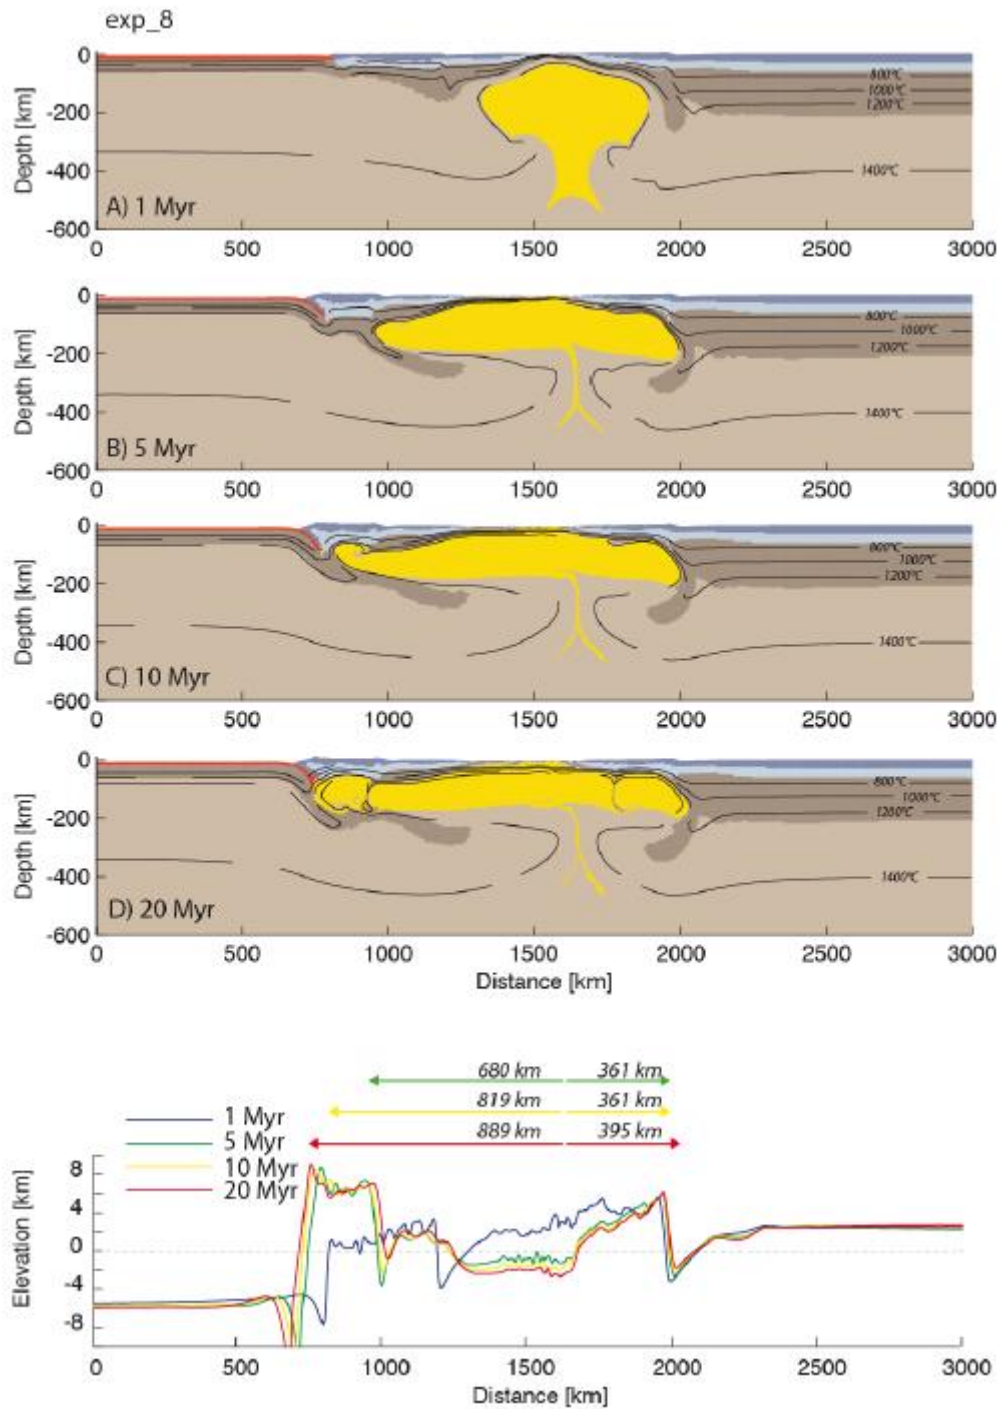 exp_8
0
-200
-400
-600
Depth [km]
800°C
1000°C
1200°C
1400°C
A) 1 Myr
0 500 1000 1500 2000 2500 3000
0
-200
-400
-600
Depth [km]
800°C
1000°C
1200°C
1400°C
B) 5 Myr
0 500 1000 1500 2000 2500 3000
0
-200
-400
-600
Depth [km]
800°C
1000°C
1200°C
1400°C
C) 10 Myr
0 500 1000 1500 2000 2500 3000
0
-200
-400
-600
Depth [km]
800°C
1000°C
1200°C
1400°C
D) 20 Myr
0 500 1000 1500 2000 2500 3000
Distance [km]
680 km 361 km
819 km 361 km
889 km 395 km
1 Myr
5 Myr
10 Myr
20 Myr
8
4
0
-4
-8
Elevation [km]
0 500 1000 1500 2000 2500 3000
Distance [km]